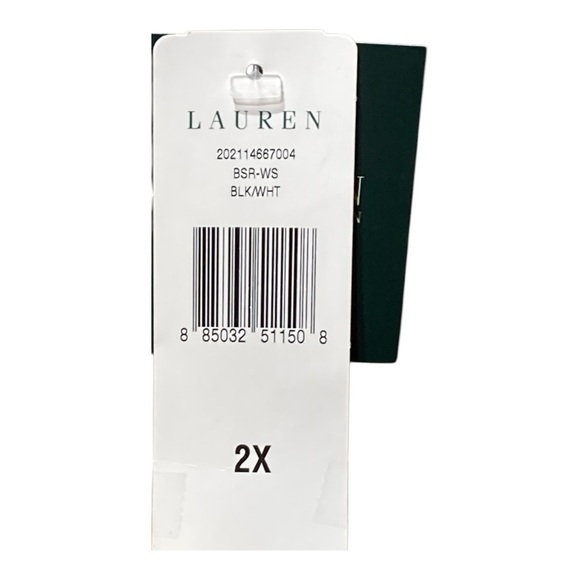 LAUREN
202114667004
BSR-WS
BLK/WHT
8 85032 51150 8
2X